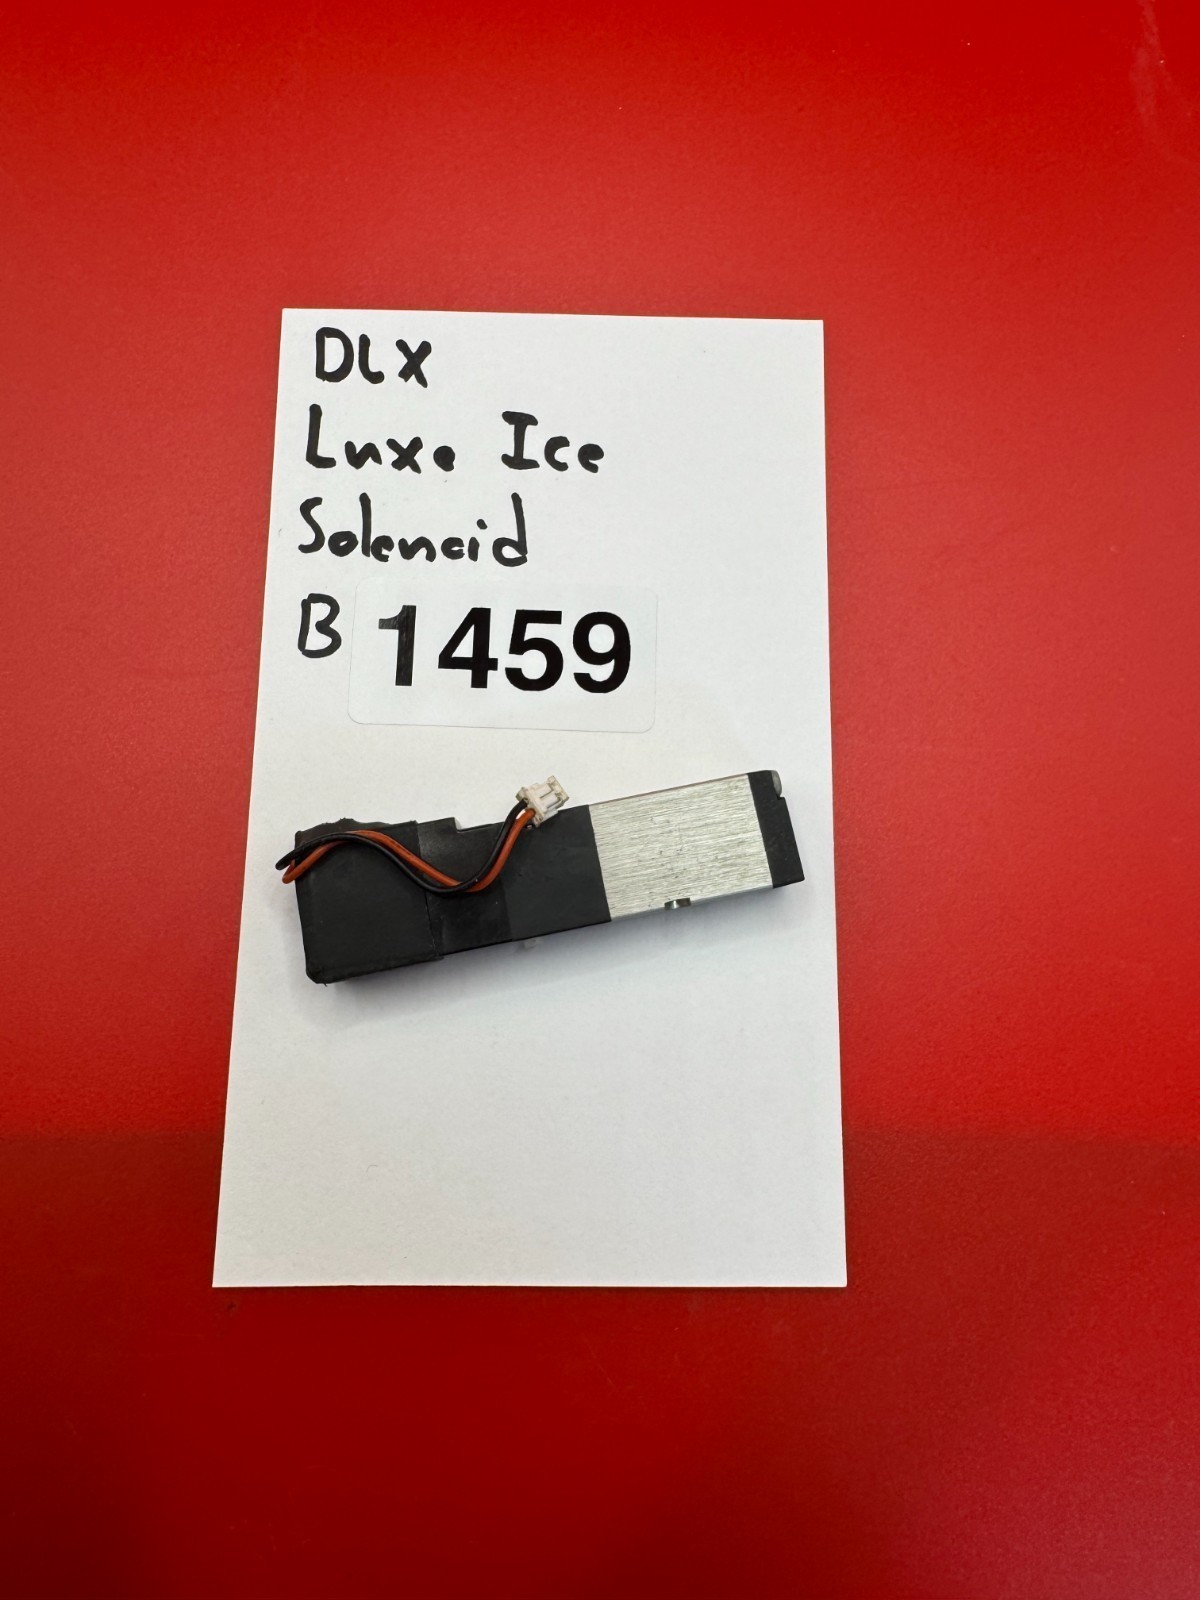 DLX
Luxe Ice
Solenoid
B 1459